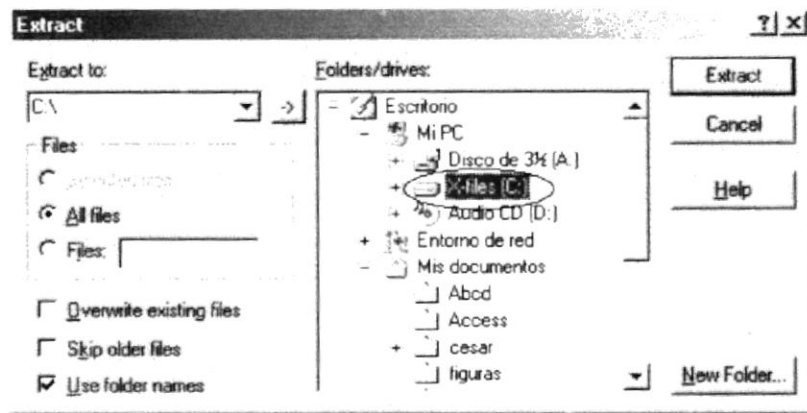 Extract
Extract to:
C:\
Files
All files
Files:
Overwrite existing files
Skip older files
Use folder names
Folders/drives:
Escritorio
Mi PC
Disco de 3½ (A:)
X-files (C:)
Audio CD (D:)
Entorno de red
Mis documentos
Abcd
Access
cesar
figuras
Extract
Cancel
Help
New Folder...